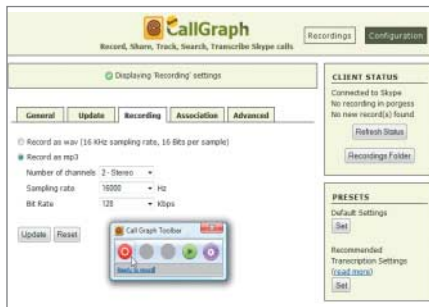 CallGraph
Record, Share, Track, Search, Transcribe Skype calls
Recordings
Configuration
Displaying 'Recording' settings
General
Update
Recording
Association
Advanced
Record as wav (16 KHz sampling rate, 16 Bits per sample)
Record as mp3
Number of channels 2 - Stereo
Sampling rate 16000 Hz
Bit Rate 128 Kbps
Update
Reset
Call Graph Toolbar
CLIENT STATUS
Connected to Skype
No recording in porgess
No new record(s) found
Refresh Status
Recordings Folder
PRESETS
Default Settings
Set
Recommended
Transcription Settings
(read more)
Set